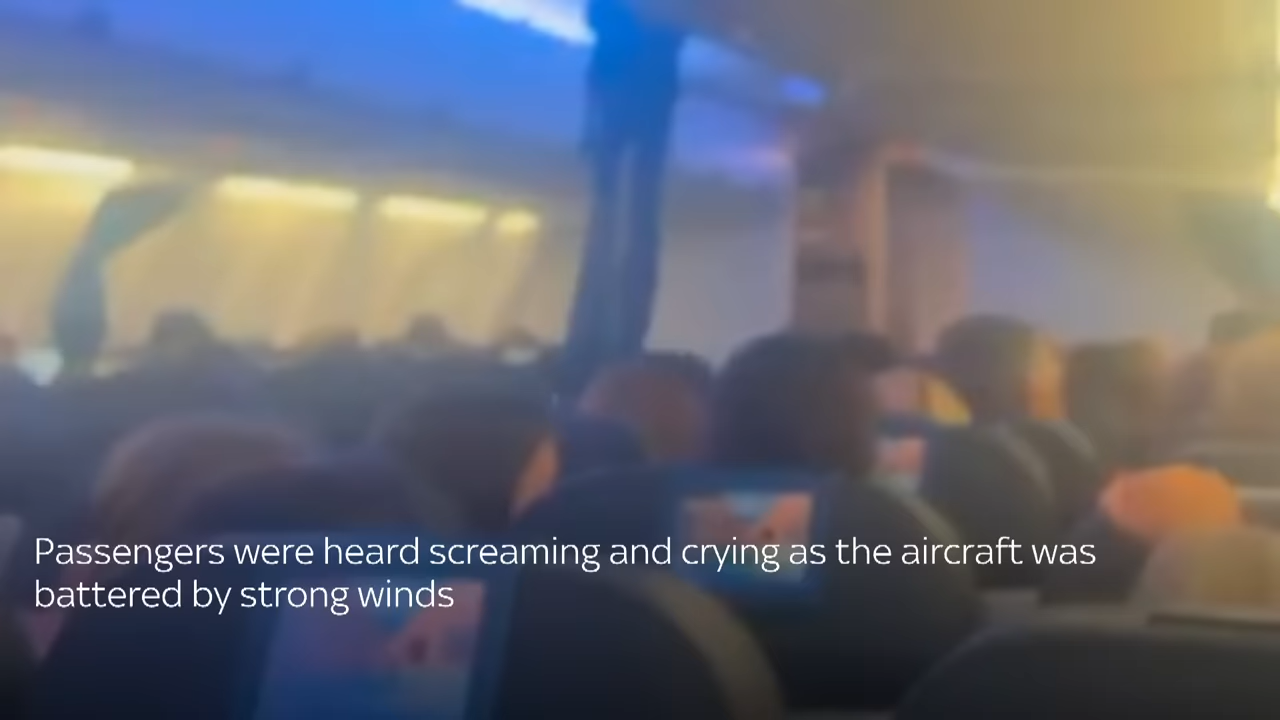 Passengers were heard screaming and crying as the aircraft was
battered by strong winds